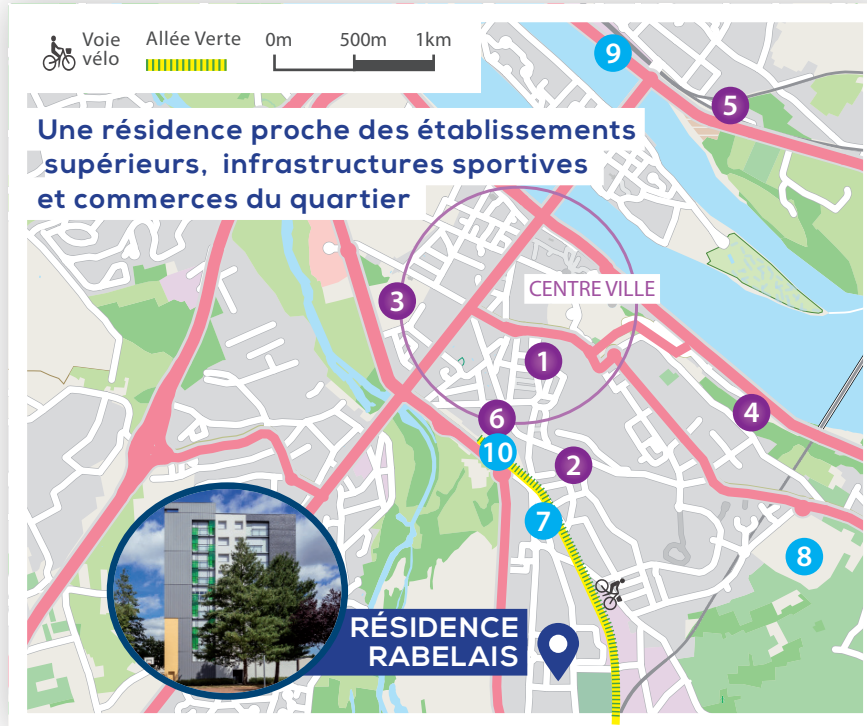 Voie
vélo
Allée Verte
0m 500m 1km
Une résidence proche des établissements
supérieurs, infrastructures sportives
et commerces du quartier
9
5
CENTRE VILLE
3
1
4
6
10
2
7
8
RÉSIDENCE
RABELAIS